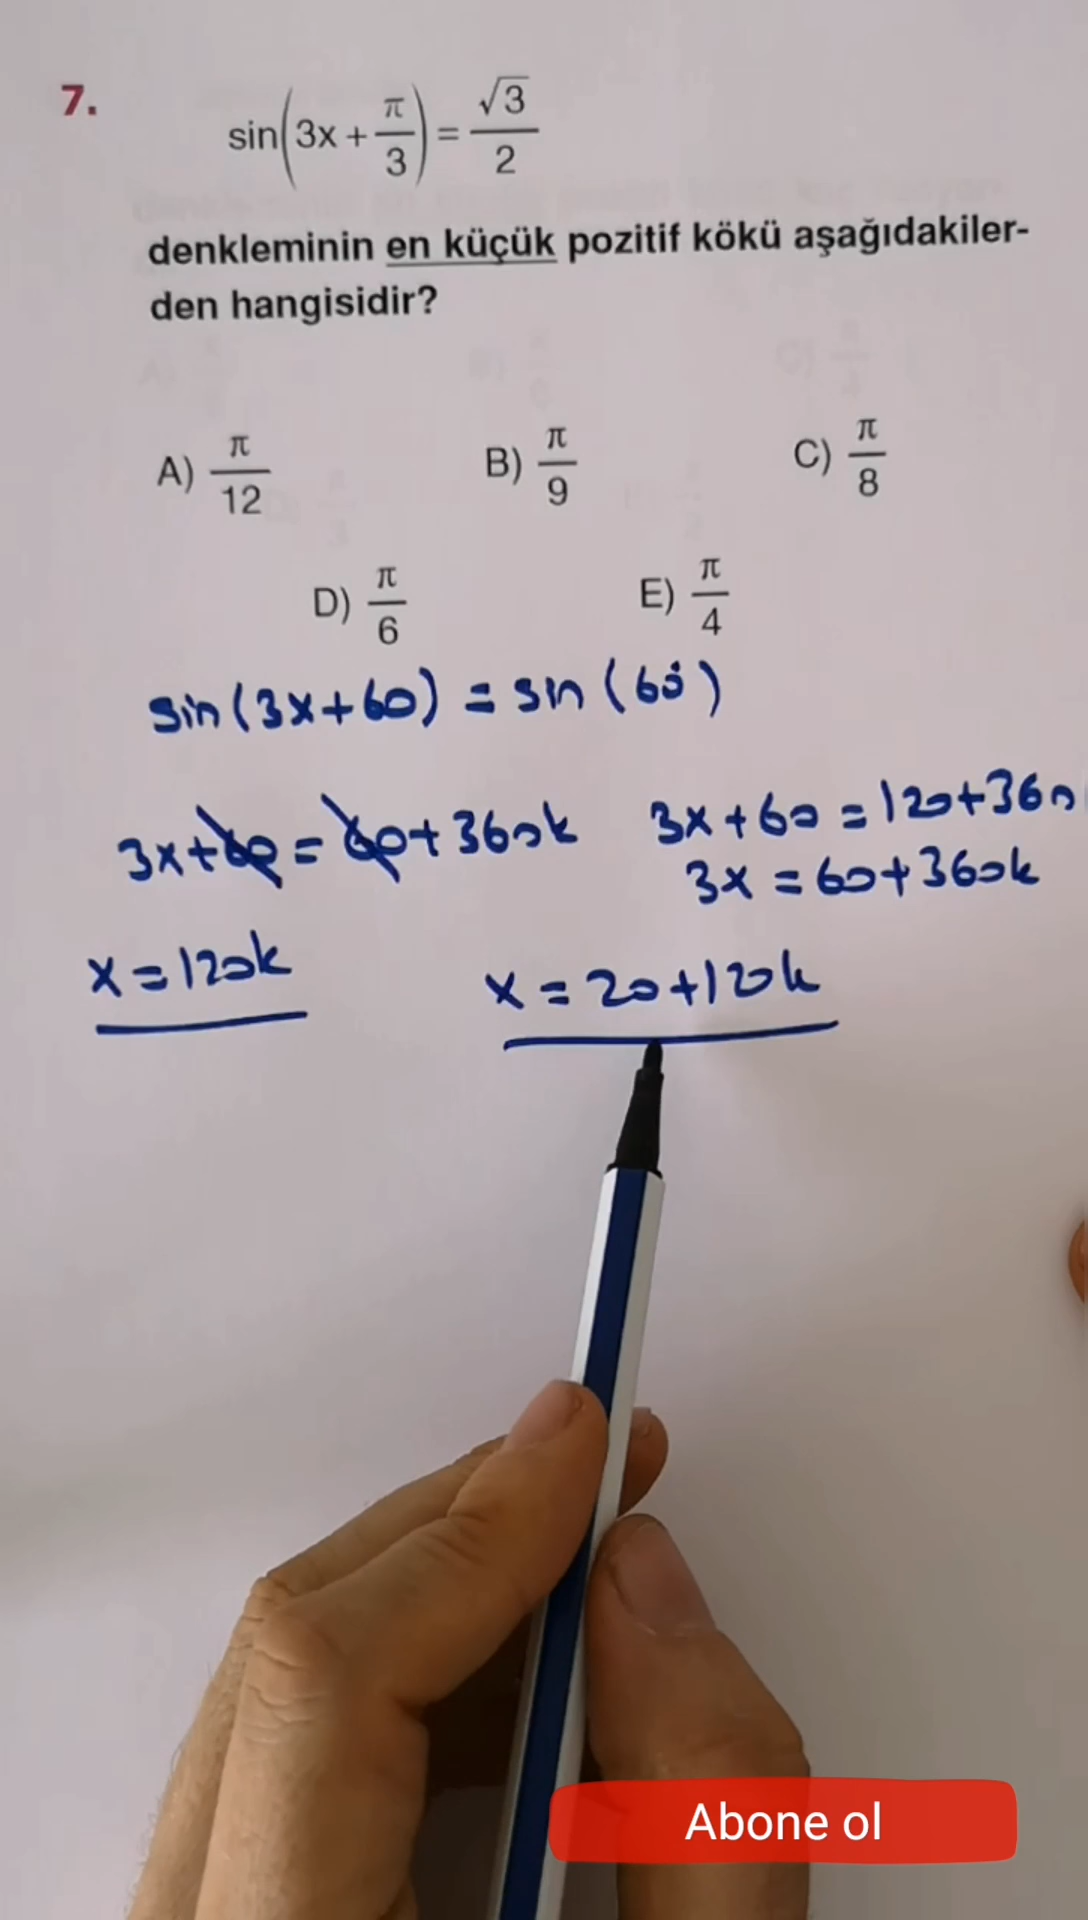 7.
sin(3x + π/3) = √3/2
denkleminin en küçük pozitif kökü aşağıdakiler-
den hangisidir?
A) π/12 B) π/9 C) π/8
D) π/6 E) π/4
sin(3x+60) = sin(60°)
3x+60 = 60+360k 3x+60 = 120+360
3x = 60+360k
x = 120k x = 20+120k
Abone ol